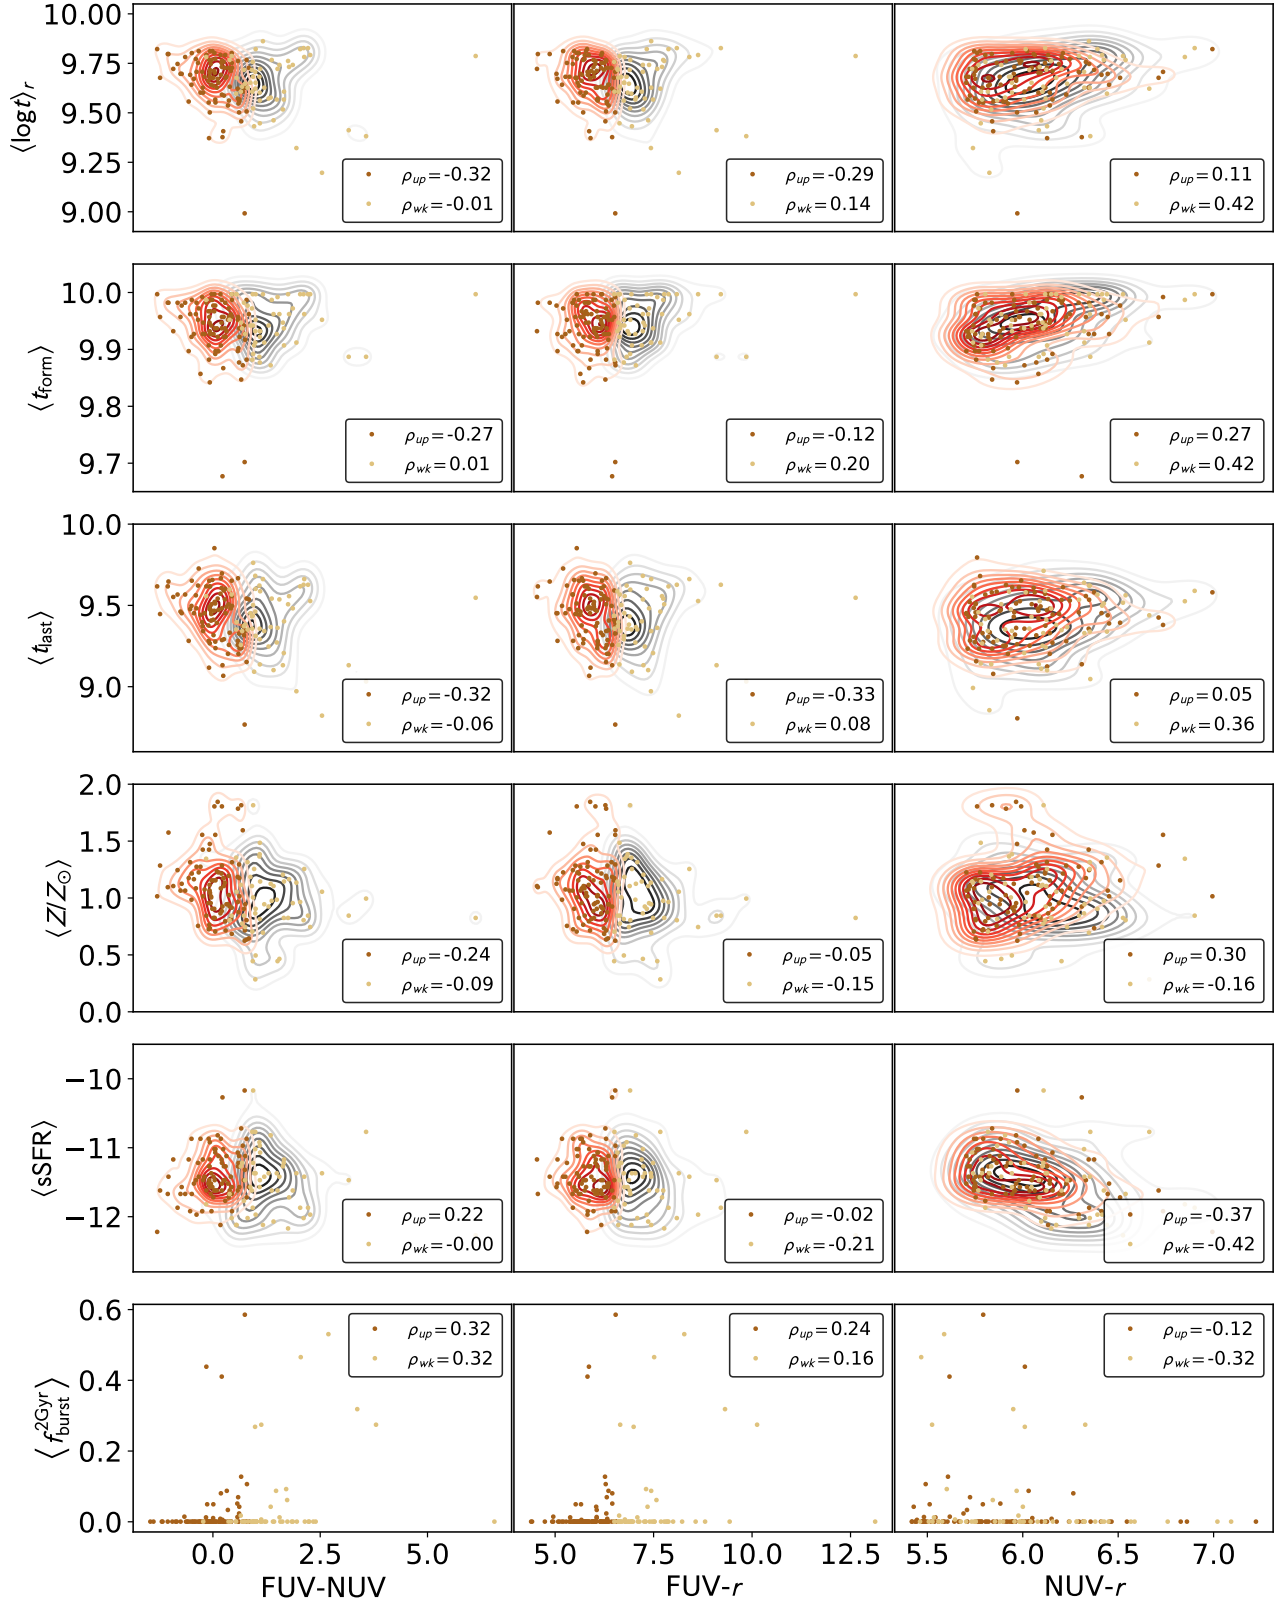 10.00
9.75
9.50
9.25
9.00
⟨log t⟩r
ρup=-0.32
ρwk=-0.01
ρup=-0.29
ρwk=0.14
ρup=0.11
ρwk=0.42
10.0
9.9
9.8
9.7
⟨tform⟩
ρup=-0.27
ρwk=0.01
ρup=-0.12
ρwk=0.20
ρup=0.27
ρwk=0.42
10.0
9.5
9.0
⟨tlast⟩
ρup=-0.32
ρwk=-0.06
ρup=-0.33
ρwk=0.08
ρup=0.05
ρwk=0.36
2.0
1.5
1.0
0.5
0.0
⟨Z/Z⊙⟩
ρup=-0.24
ρwk=-0.09
ρup=-0.05
ρwk=-0.15
ρup=0.30
ρwk=-0.16
−10
−11
−12
⟨sSFR⟩
ρup=0.22
ρwk=-0.00
ρup=-0.02
ρwk=-0.21
ρup=-0.37
ρwk=-0.42
0.6
0.4
0.2
0.0
⟨f burst 2Gyr⟩
ρup=0.32
ρwk=0.32
ρup=0.24
ρwk=0.16
ρup=-0.12
ρwk=-0.32
0.0 2.5 5.0
5.0 7.5 10.0 12.5
5.5 6.0 6.5 7.0
FUV-NUV
FUV-r
NUV-r